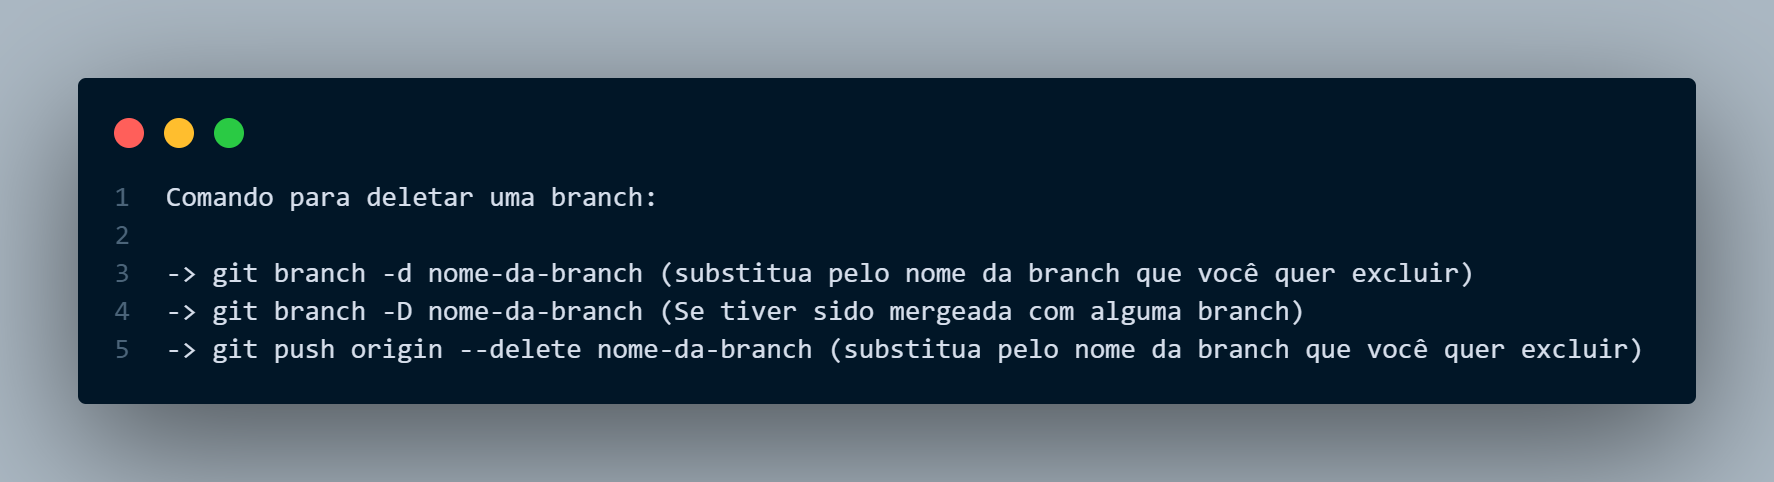 1 Comando para deletar uma branch:
2
3 -> git branch -d nome-da-branch (substitua pelo nome da branch que você quer excluir)
4 -> git branch -D nome-da-branch (Se tiver sido mergeada com alguma branch)
5 -> git push origin --delete nome-da-branch (substitua pelo nome da branch que você quer excluir)